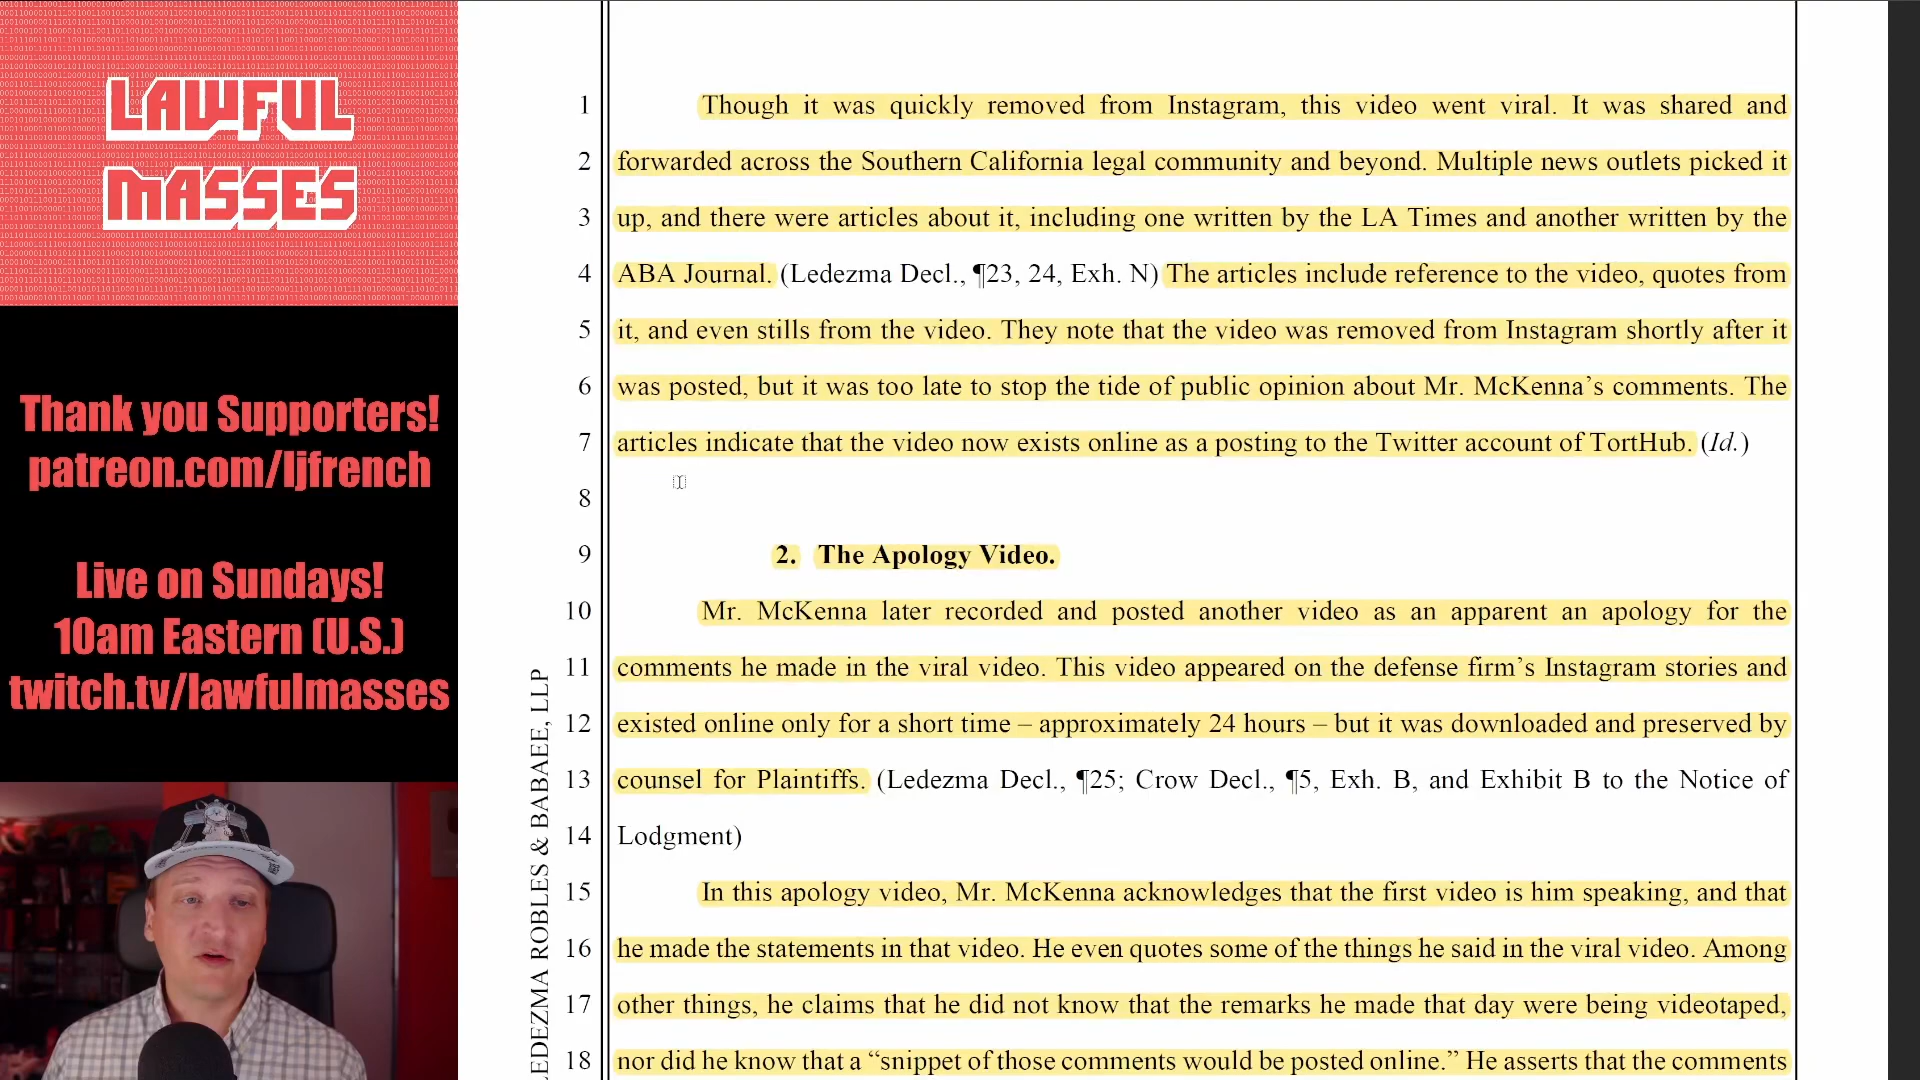 LAWFUL
MASSES
Thank you Supporters!
patreon.com/ljfrench
Live on Sundays!
10am Eastern (U.S.)
twitch.tv/lawfulmasses
1 Though it was quickly removed from Instagram, this video went viral. It was shared and
2 forwarded across the Southern California legal community and beyond. Multiple news outlets picked it
3 up, and there were articles about it, including one written by the LA Times and another written by the
4 ABA Journal. (Ledezma Decl., ¶23, 24, Exh. N) The articles include reference to the video, quotes from
5 it, and even stills from the video. They note that the video was removed from Instagram shortly after it
6 was posted, but it was too late to stop the tide of public opinion about Mr. McKenna’s comments. The
7 articles indicate that the video now exists online as a posting to the Twitter account of TortHub. (Id.)
8
9 2. The Apology Video.
10 Mr. McKenna later recorded and posted another video as an apparent an apology for the
11 comments he made in the viral video. This video appeared on the defense firm’s Instagram stories and
12 existed online only for a short time – approximately 24 hours – but it was downloaded and preserved by
13 counsel for Plaintiffs. (Ledezma Decl., ¶25; Crow Decl., ¶5, Exh. B, and Exhibit B to the Notice of
14 Lodgment)
15 In this apology video, Mr. McKenna acknowledges that the first video is him speaking, and that
16 he made the statements in that video. He even quotes some of the things he said in the viral video. Among
17 other things, he claims that he did not know that the remarks he made that day were being videotaped,
18 nor did he know that a “snippet of those comments would be posted online.” He asserts that the comments
LEDEZMA ROBLES & BABAEE, LLP